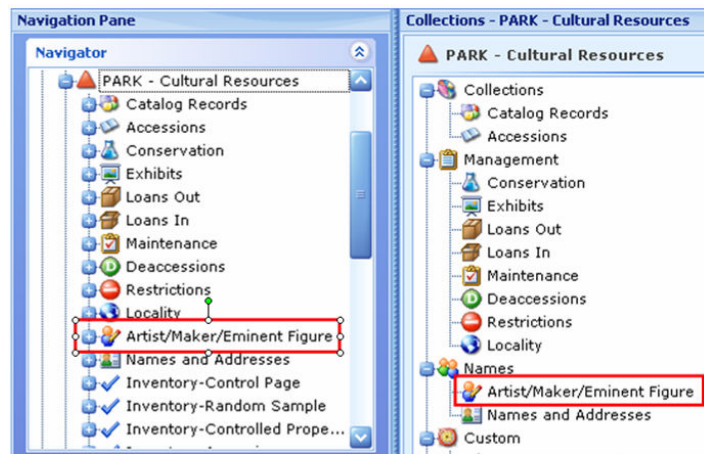 Navigation Pane
Navigator
PARK - Cultural Resources
Catalog Records
Accessions
Conservation
Exhibits
Loans Out
Loans In
Maintenance
Deaccessions
Restrictions
Locality
Artist/Maker/Eminent Figure
Names and Addresses
Inventory-Control Page
Inventory-Random Sample
Inventory-Controlled Prope...
Collections - PARK - Cultural Resources
PARK - Cultural Resources
Collections
Catalog Records
Accessions
Management
Conservation
Exhibits
Loans Out
Loans In
Maintenance
Deaccessions
Restrictions
Locality
Names
Artist/Maker/Eminent Figure
Names and Addresses
Custom